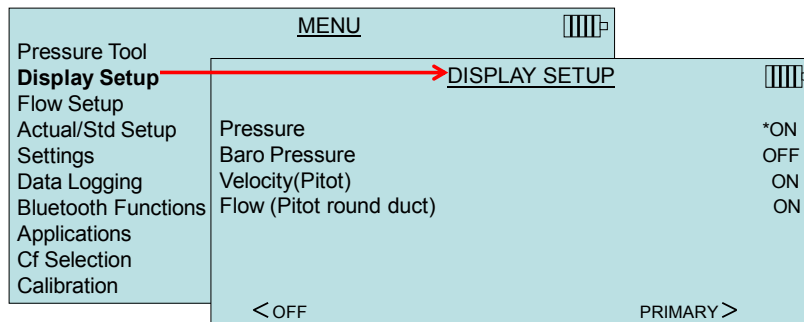 MENU
Pressure Tool
Display Setup
Flow Setup
Actual/Std Setup
Settings
Data Logging
Bluetooth Functions
Applications
Cf Selection
Calibration
DISPLAY SETUP
Pressure *ON
Baro Pressure OFF
Velocity(Pitot) ON
Flow (Pitot round duct) ON
<OFF PRIMARY>